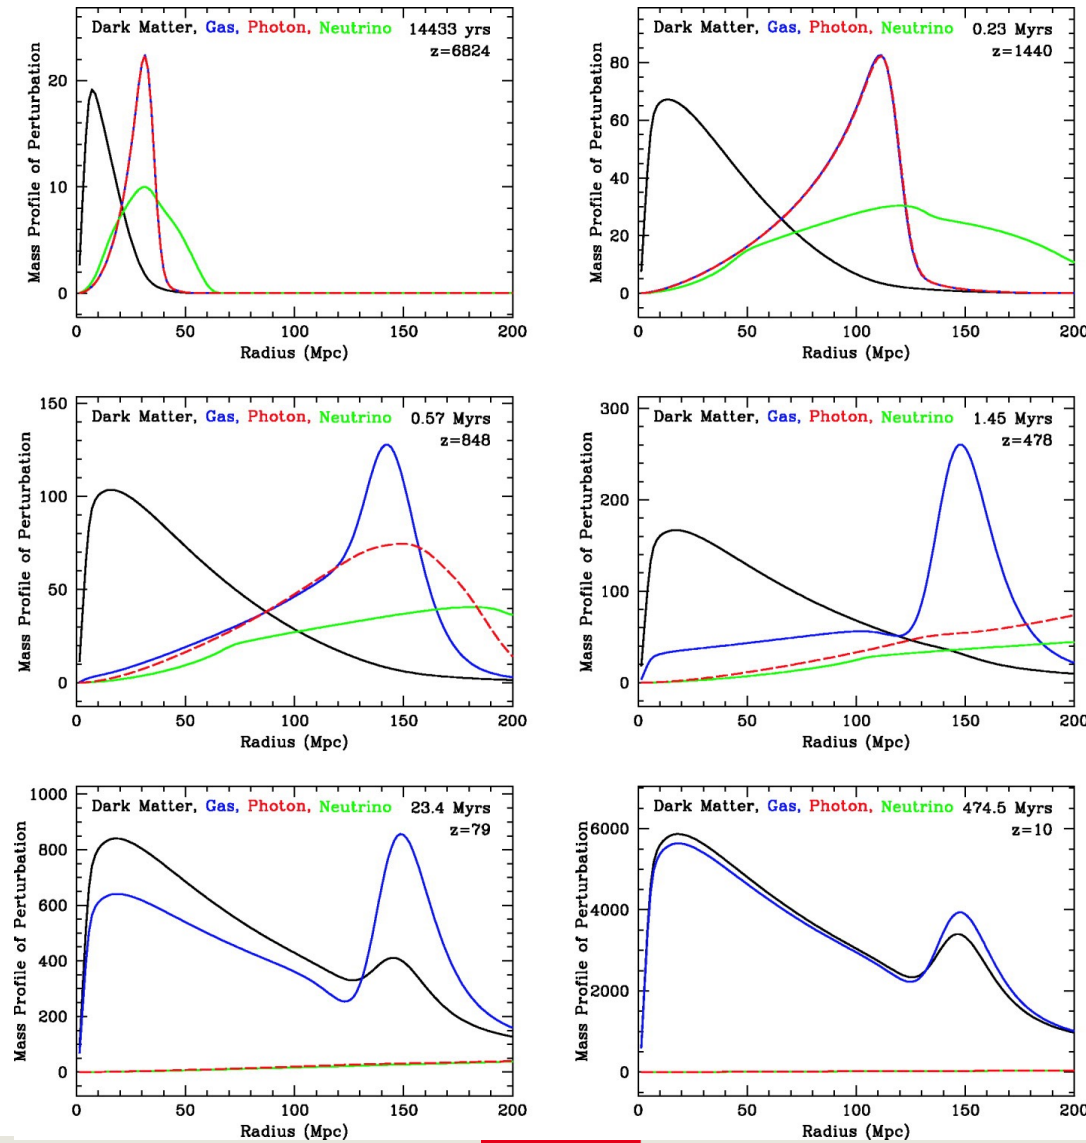 Dark Matter, Gas, Photon, Neutrino 14433 yrs
z=6824
Mass Profile of Perturbation
20
10
0
0 50 100 150 200
Radius (Mpc)
Dark Matter, Gas, Photon, Neutrino 0.23 Myrs
z=1440
Mass Profile of Perturbation
80
60
40
20
0
0 50 100 150 200
Radius (Mpc)
Dark Matter, Gas, Photon, Neutrino 0.57 Myrs
z=848
Mass Profile of Perturbation
150
100
50
0
0 50 100 150 200
Radius (Mpc)
Dark Matter, Gas, Photon, Neutrino 1.45 Myrs
z=478
Mass Profile of Perturbation
300
200
100
0
0 50 100 150 200
Radius (Mpc)
Dark Matter, Gas, Photon, Neutrino 23.4 Myrs
z=79
Mass Profile of Perturbation
1000
800
600
400
200
0
0 50 100 150 200
Radius (Mpc)
Dark Matter, Gas, Photon, Neutrino 474.5 Myrs
z=10
Mass Profile of Perturbation
6000
4000
2000
0
0 50 100 150 200
Radius (Mpc)